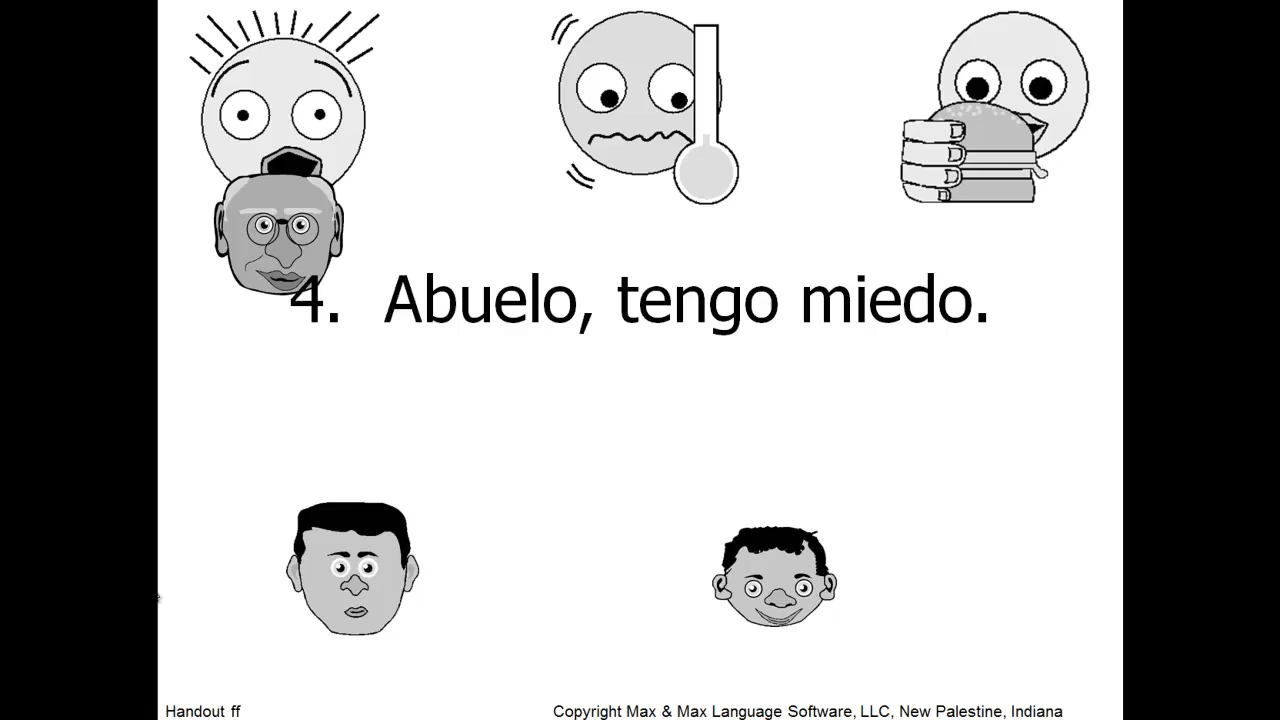 4. Abuelo, tengo miedo.
Handout ff
Copyright Max & Max Language Software, LLC, New Palestine, Indiana